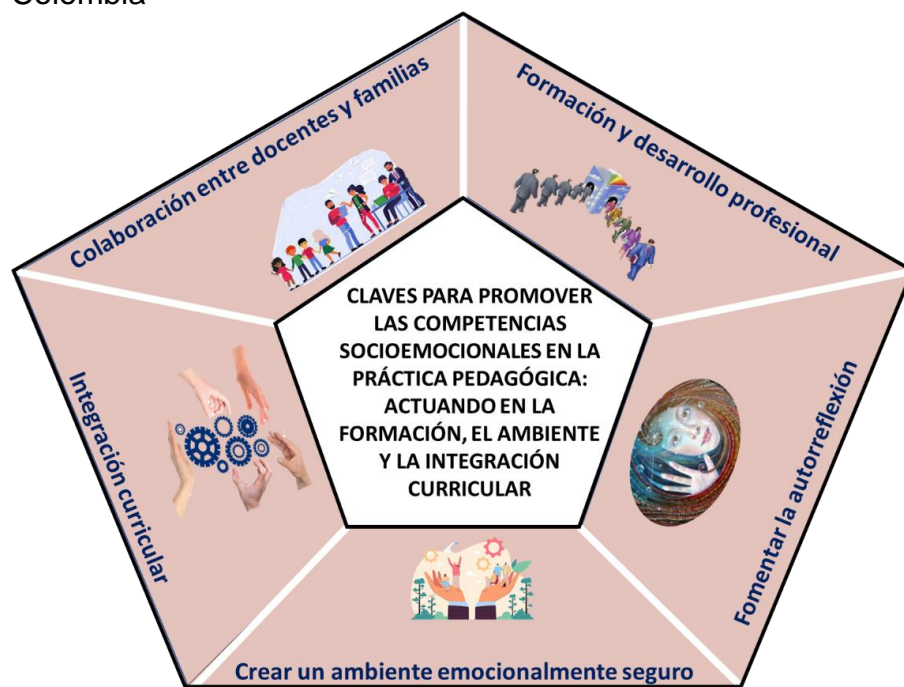 Colombia
Colaboración entre docentes y familias
Formación y desarrollo profesional
CLAVES PARA PROMOVER
LAS COMPETENCIAS
SOCIOEMOCIONALES EN LA
PRÁCTICA PEDAGÓGICA:
ACTUANDO EN LA
FORMACIÓN, EL AMBIENTE
Y LA INTEGRACIÓN
CURRICULAR
Integración curricular
Fomentar la autorreflexión
Crear un ambiente emocionalmente seguro